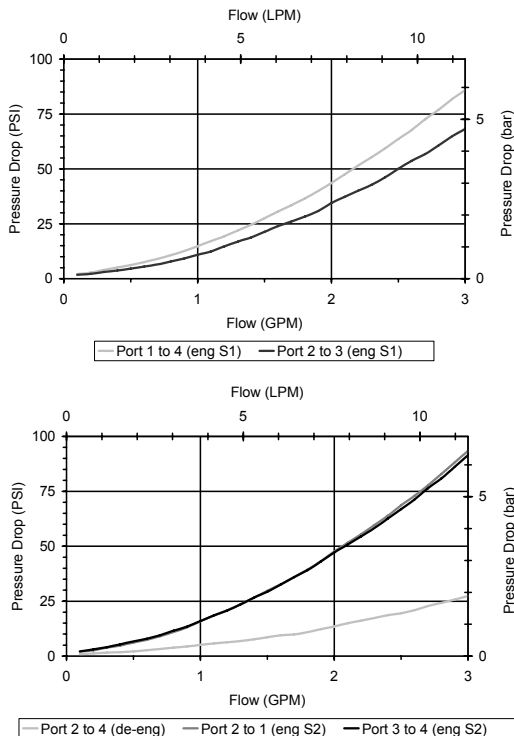 Flow (LPM)
0 5 10
100
75
50
25
0
Pressure Drop (PSI)
5
0
Pressure Drop (bar)
0 1 2 3
Flow (GPM)
Port 1 to 4 (eng S1) Port 2 to 3 (eng S1)
Flow (LPM)
0 5 10
100
75
50
25
0
Pressure Drop (PSI)
5
0
Pressure Drop (bar)
0 1 2 3
Flow (GPM)
Port 2 to 4 (de-eng) Port 2 to 1 (eng S2) Port 3 to 4 (eng S2)